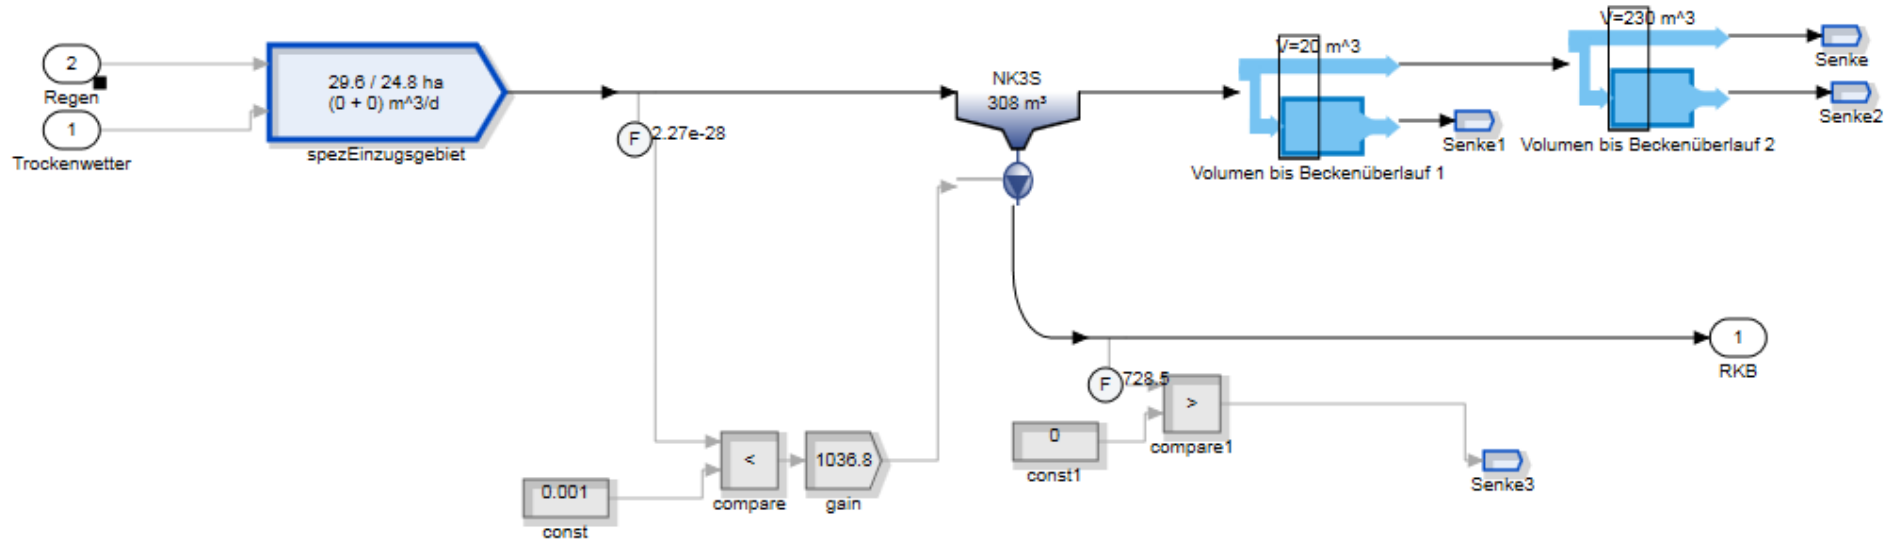 2
Regen
1
Trockenwetter
29.6 / 24.8 ha
(0 + 0) m^3/d
spezEinzugsgebiet
F
2.27e-28
NK3S
308 m³
V=20 m^3
Senke1
Volumen bis Beckenüberlauf 1
V=230 m^3
Senke
Senke2
Volumen bis Beckenüberlauf 2
1
RKB
F
728.5
>
compare1
0
const1
Senke3
<
compare
1036.8
gain
0.001
const